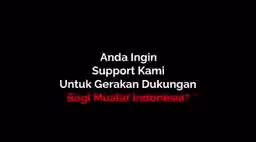 Anda Ingin
Support Kami
Untuk Gerakan Dukungan
Bagi Mualaf Indonesia?